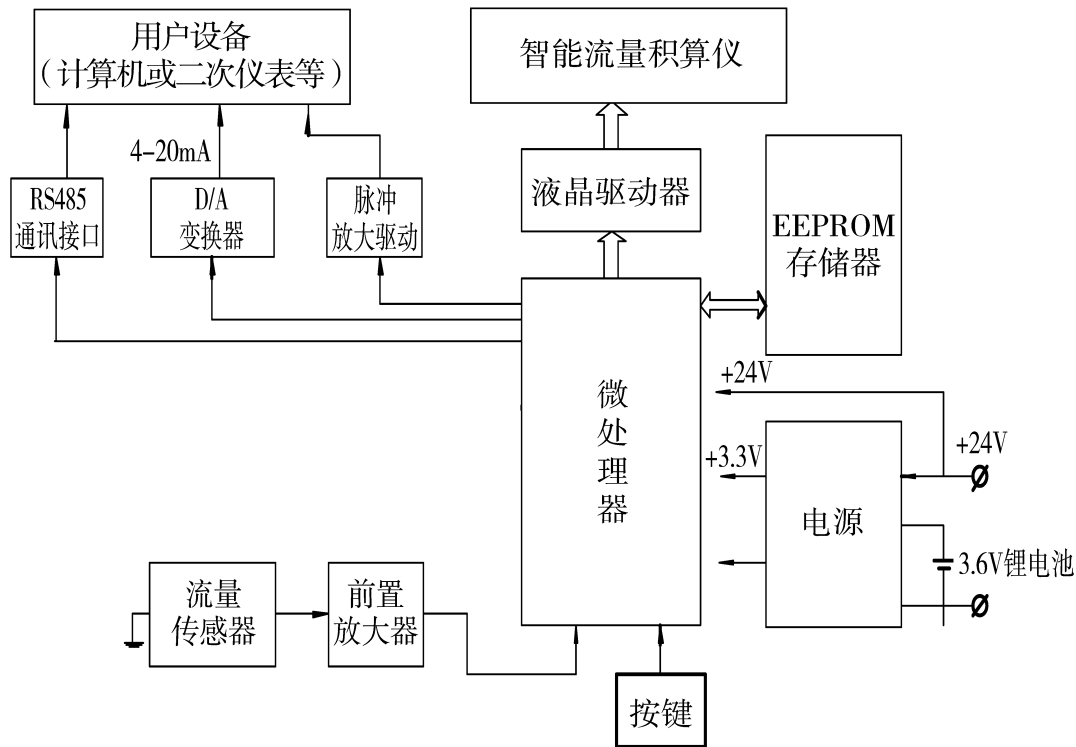 用户设备
（计算机或二次仪表等）
智能流量积算仪
4-20mA
RS485
通讯接口
D/A
变换器
脉冲
放大驱动
液晶驱动器
EEPROM
存储器
微
处
理
器
+24V
+24V
+3.3V
电源
3.6V锂电池
流量
传感器
前置
放大器
按键